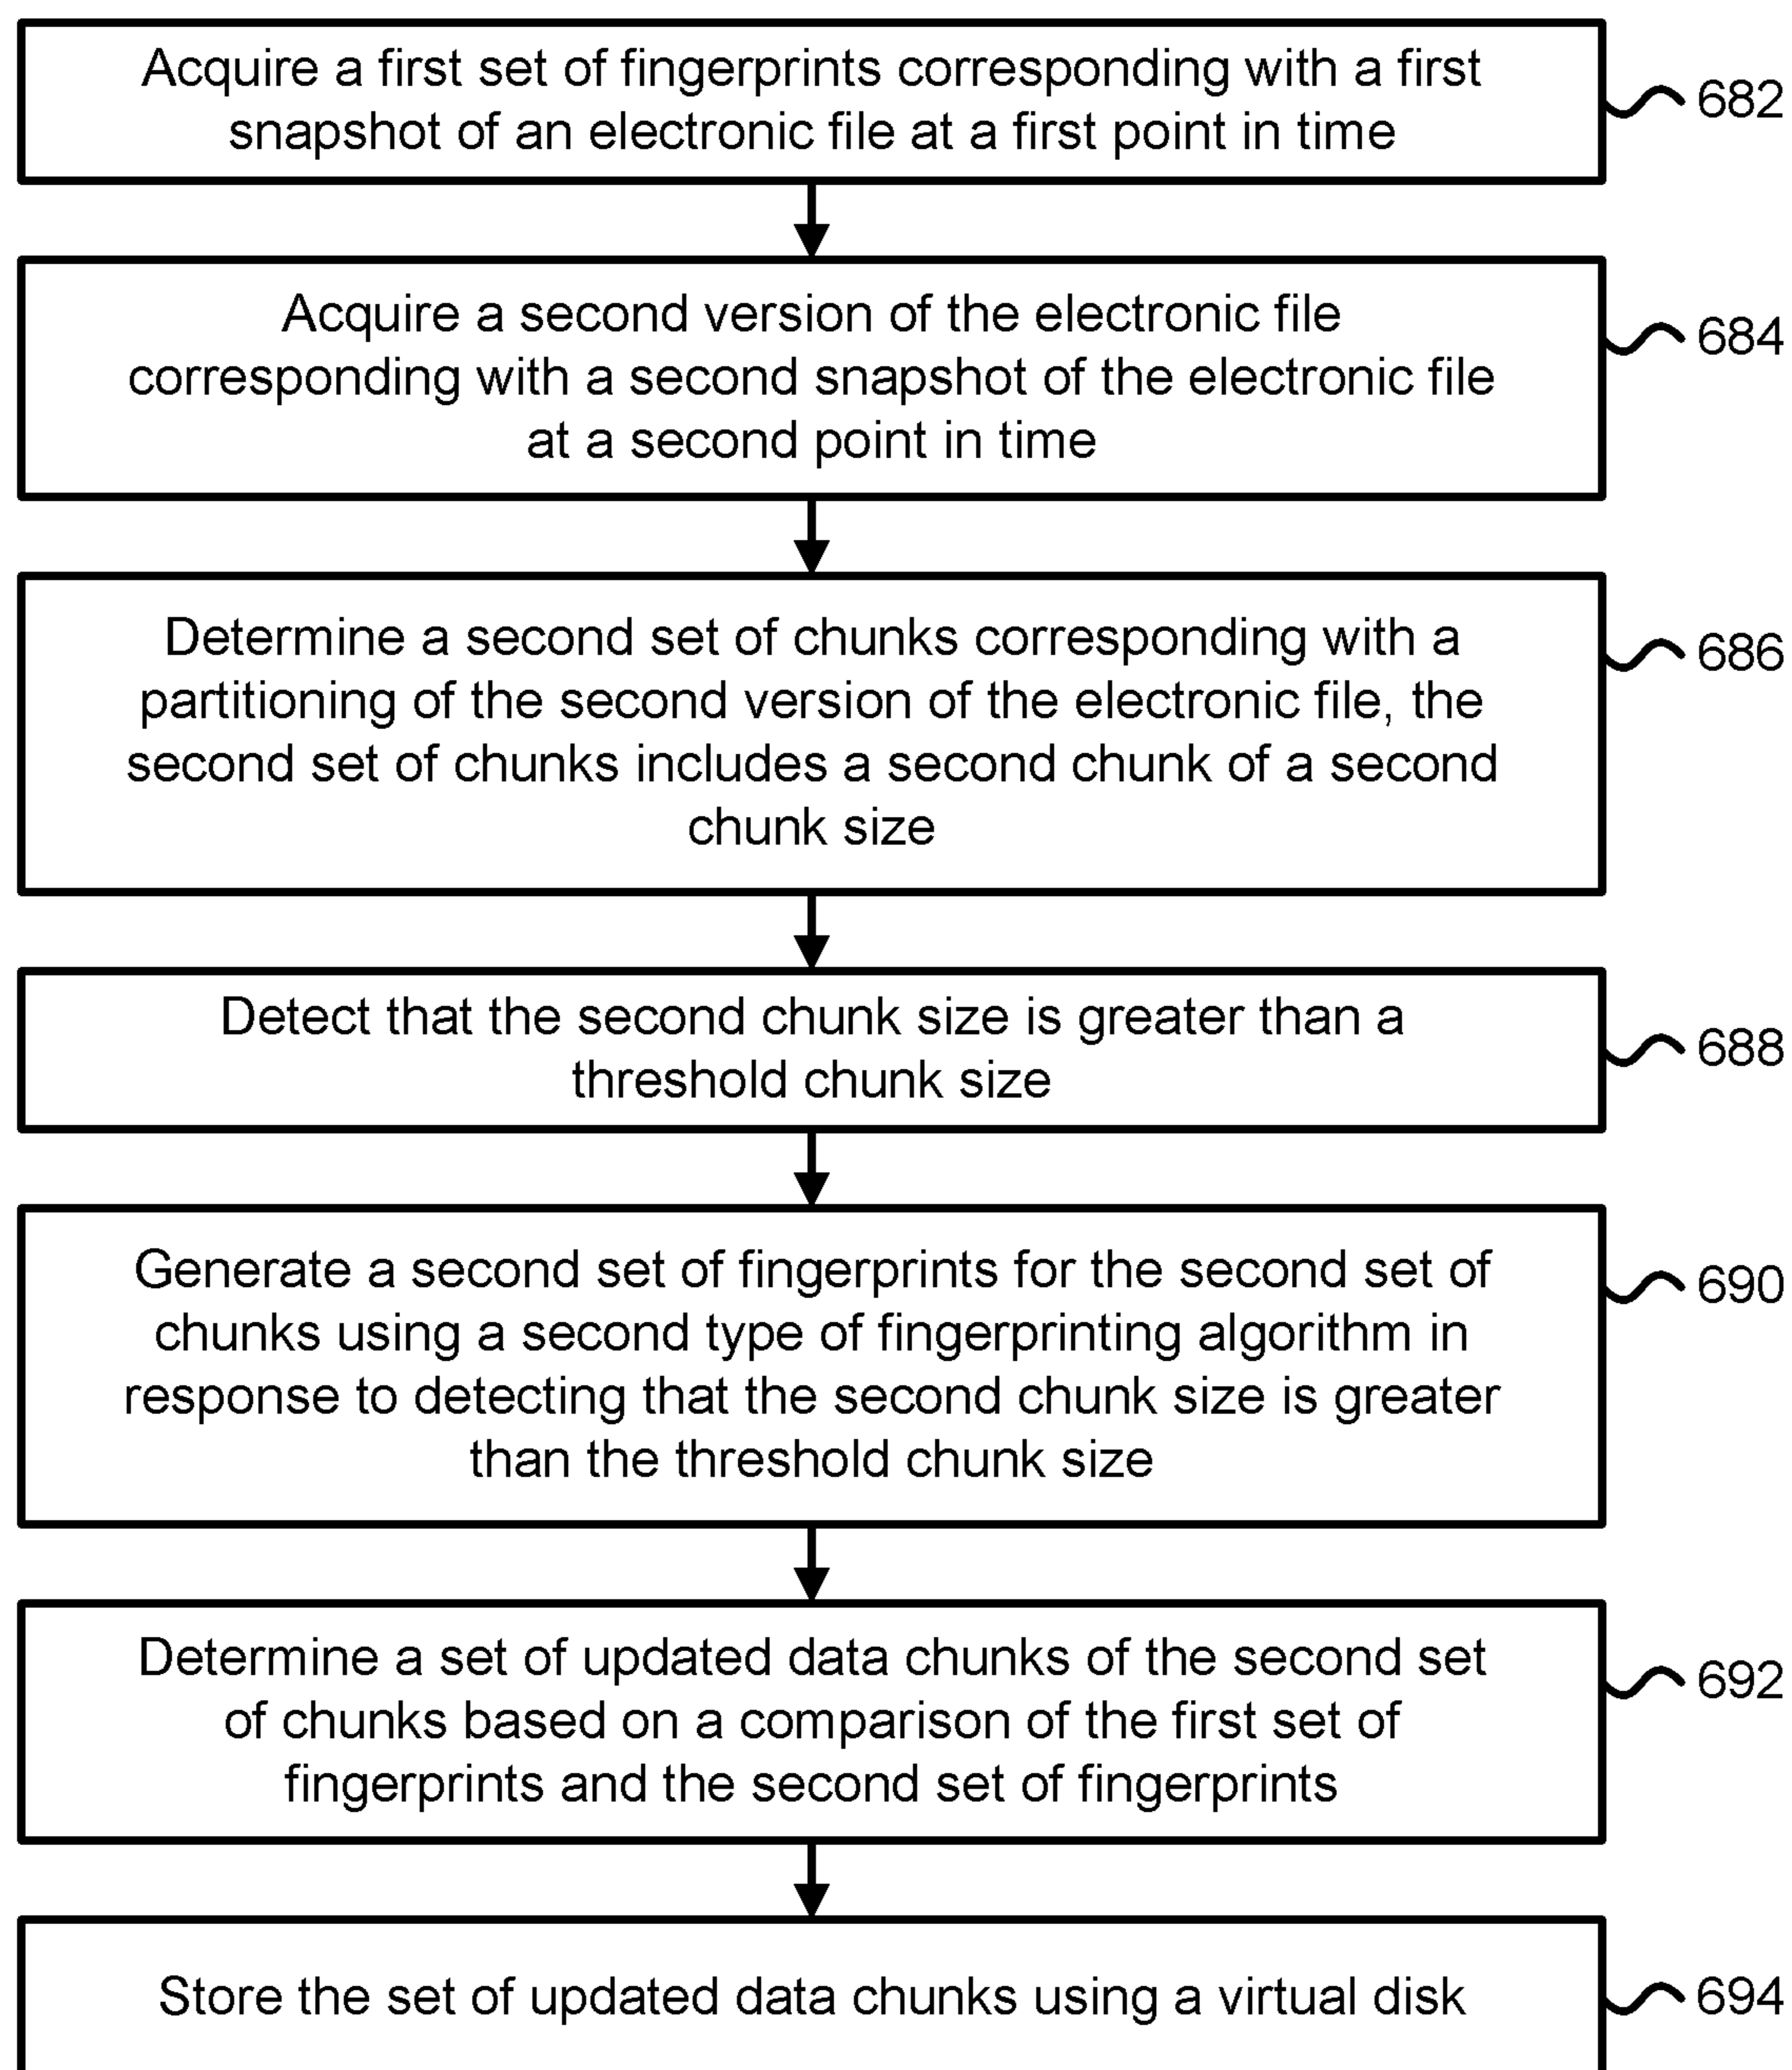 Acquire a first set of fingerprints corresponding with a first
snapshot of an electronic file at a first point in time
682
Acquire a second version of the electronic file
corresponding with a second snapshot of the electronic file
at a second point in time
684
Determine a second set of chunks corresponding with a
partitioning of the second version of the electronic file, the
second set of chunks includes a second chunk of a second
chunk size
686
Detect that the second chunk size is greater than a
threshold chunk size
688
Generate a second set of fingerprints for the second set of
chunks using a second type of fingerprinting algorithm in
response to detecting that the second chunk size is greater
than the threshold chunk size
690
Determine a set of updated data chunks of the second set
of chunks based on a comparison of the first set of
fingerprints and the second set of fingerprints
692
Store the set of updated data chunks using a virtual disk
694